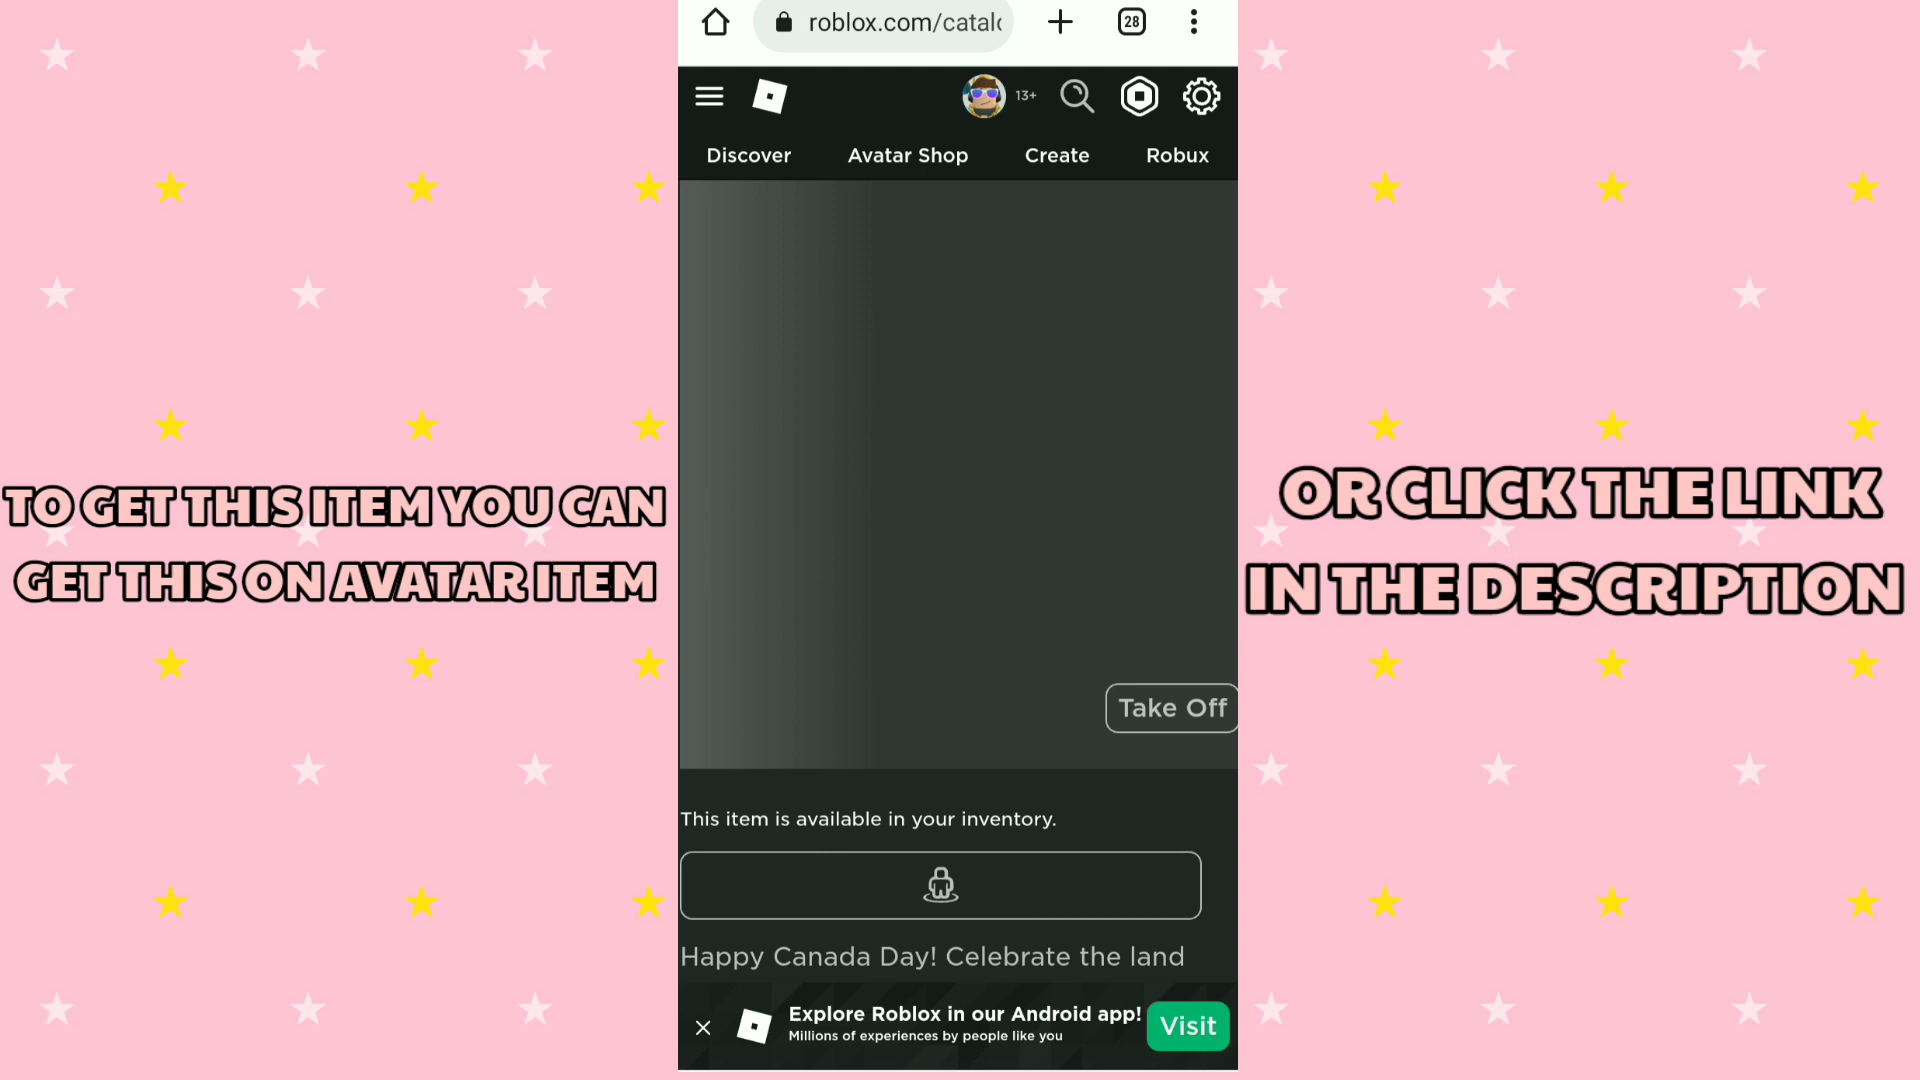 28
roblox.com/catal
13+
Discover Avatar Shop Create Robux
TO GET THIS ITEM YOU CAN
GET THIS ON AVATAR ITEM
OR CLICK THE LINK
IN THE DESCRIPTION
Take Off
This item is available in your inventory.
Happy Canada Day! Celebrate the land
Explore Roblox in our Android app!
Millions of experiences by people like you
Visit